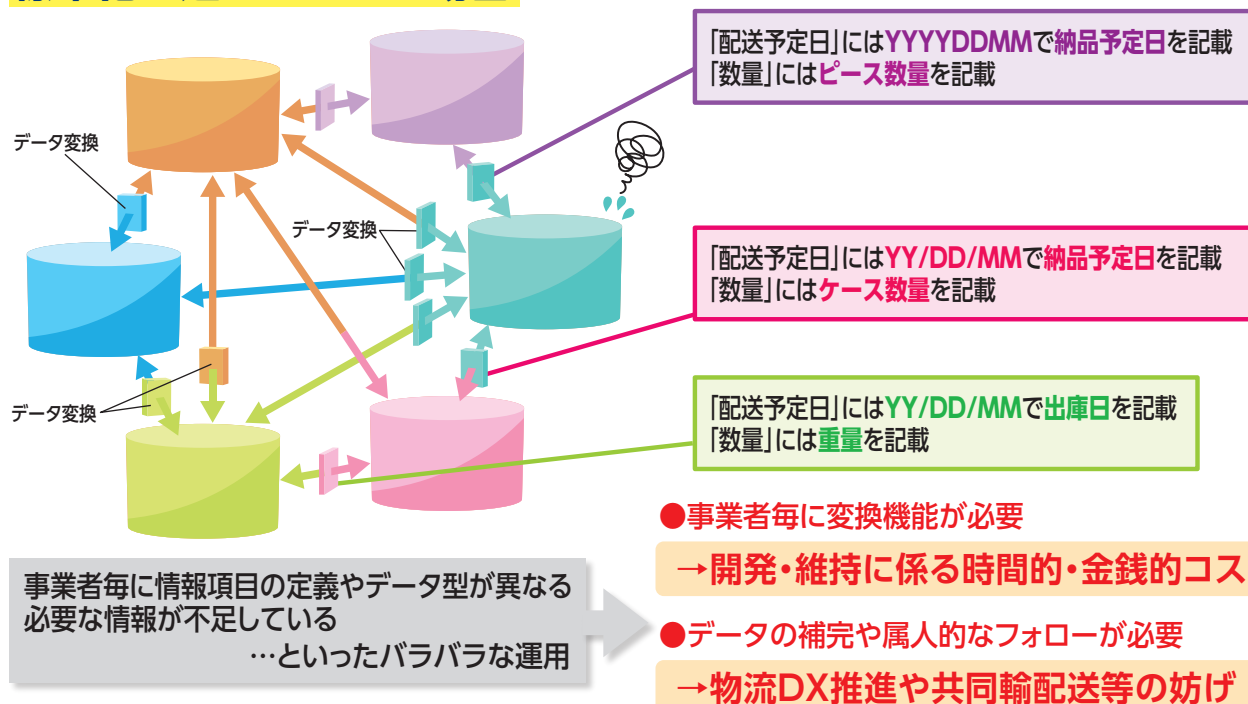 「配送予定日」にはYYYYDDMMで納品予定日を記載
「数量」にはピース数量を記載
データ変換
データ変換
「配送予定日」にはYY/DD/MMで納品予定日を記載
「数量」にはケース数量を記載
データ変換
「配送予定日」にはYY/DD/MMで出庫日を記載
「数量」には重量を記載
事業者毎に情報項目の定義やデータ型が異なる
必要な情報が不足している
…といったバラバラな運用
●事業者毎に変換機能が必要
→開発・維持に係る時間的・金銭的コス
●データの補完や属人的なフォローが必要
→物流DX推進や共同輸配送等の妨げ